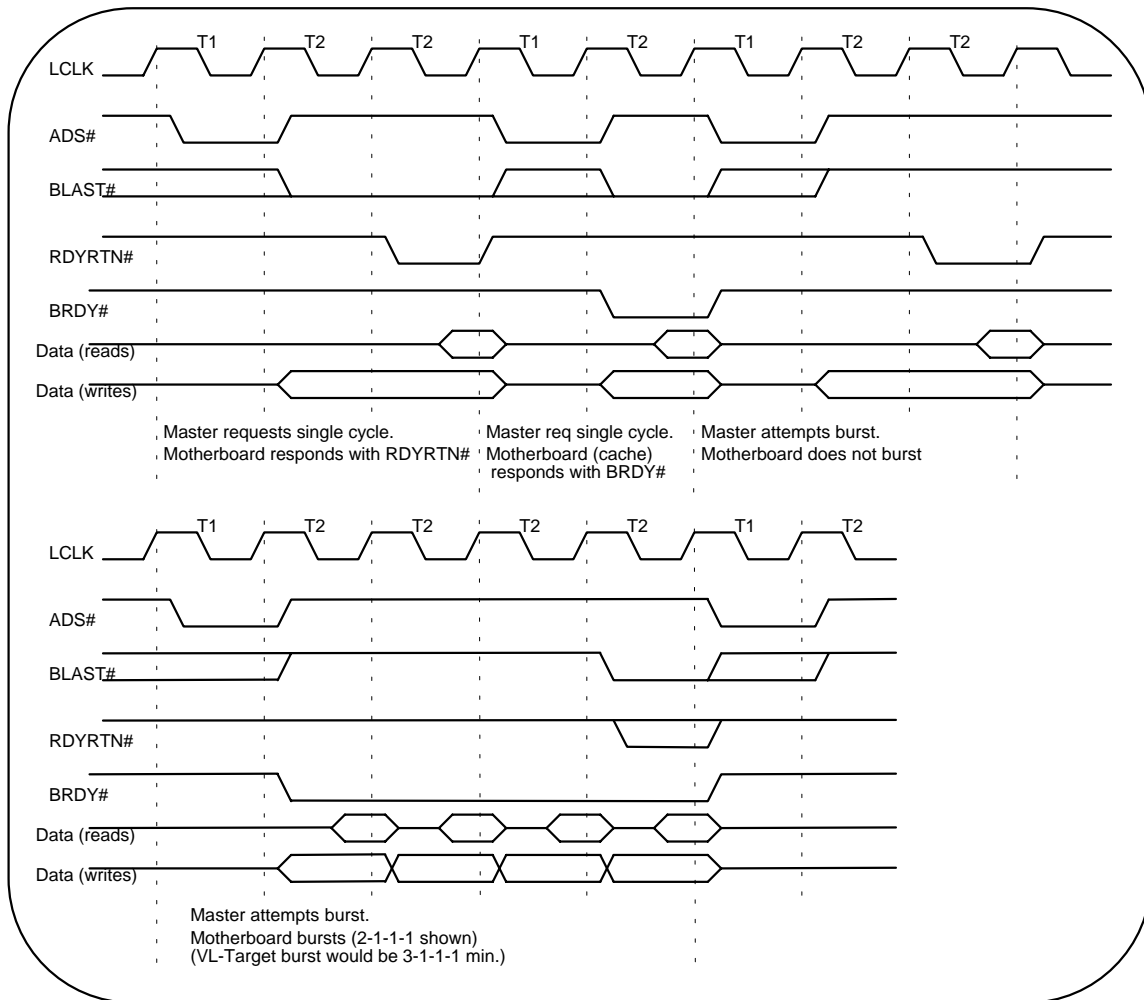 T1 T2 T2 T1 T2 T1 T2 T2
LCLK
ADS#
BLAST#
RDYRTN#
BRDY#
Data (reads)
Data (writes)
Master requests single cycle.
Motherboard responds with RDYRTN#
Master req single cycle.
Motherboard (cache)
responds with BRDY#
Master attempts burst.
Motherboard does not burst
T1 T2 T2 T2 T2 T1 T2
LCLK
ADS#
BLAST#
RDYRTN#
BRDY#
Data (reads)
Data (writes)
Master attempts burst.
Motherboard bursts (2-1-1-1 shown)
(VL-Target burst would be 3-1-1-1 min.)